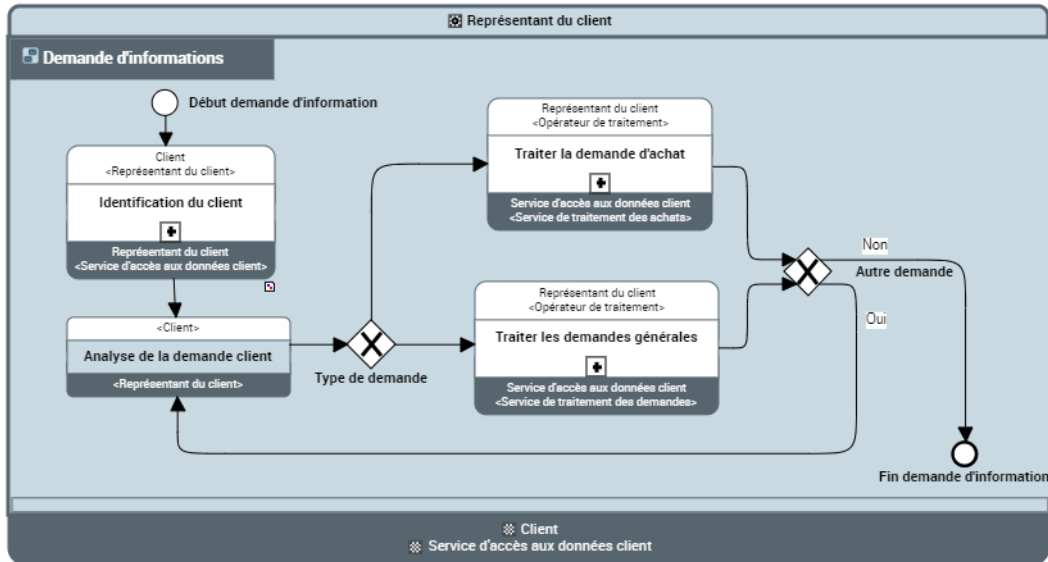 Représentant du client
Demande d'informations
Début demande d'information
Client
<Représentant du client>
Identification du client
Représentant du client
<Service d'accès aux données client>
<Client>
Analyse de la demande client
<Représentant du client>
Type de demande
Représentant du client
<Opérateur de traitement>
Traiter la demande d'achat
Service d'accès aux données client
<Service de traitement des achats>
Représentant du client
<Opérateur de traitement>
Traiter les demandes générales
Service d'accès aux données client
<Service de traitement des demandes>
Non
Autre demande
Oui
Fin demande d'information
Client
Service d'accès aux données client